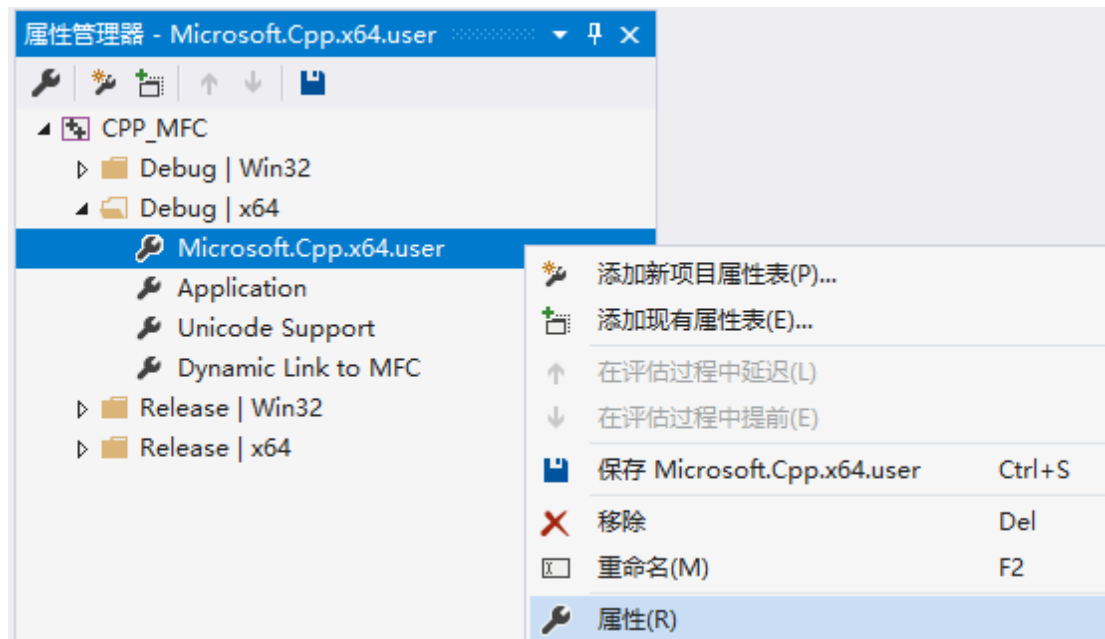 属性管理器 - Microsoft.Cpp.x64.user
CPP_MFC
Debug | Win32
Debug | x64
Microsoft.Cpp.x64.user
Application
Unicode Support
Dynamic Link to MFC
Release | Win32
Release | x64
添加新项目属性表(P)...
添加现有属性表(E)...
在评估过程中延迟(L)
在评估过程中提前(E)
保存 Microsoft.Cpp.x64.user Ctrl+S
移除 Del
重命名(M) F2
属性(R)